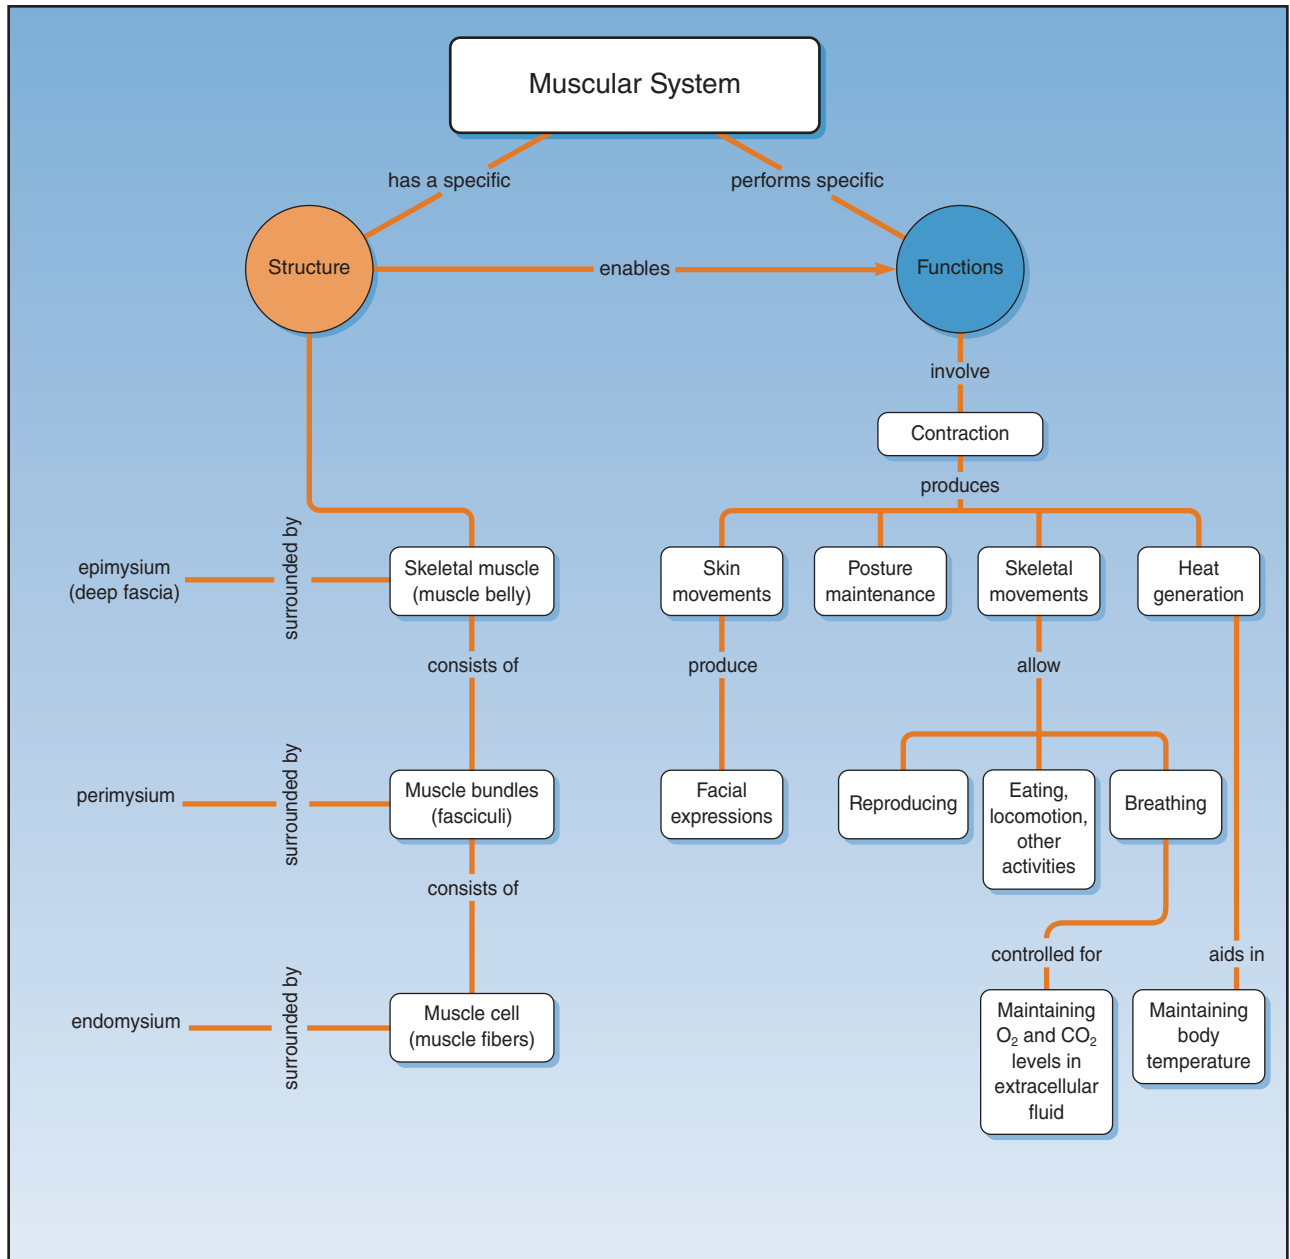 Muscular System
has a specific
performs specific
Structure
enables
Functions
involve
Contraction
produces
epimysium
(deep fascia)
surrounded by
Skeletal muscle
(muscle belly)
Skin
movements
Posture
maintenance
Skeletal
movements
Heat
generation
consists of
produce
allow
perimysium
surrounded by
Muscle bundles
(fasciculi)
Facial
expressions
Reproducing
Eating,
locomotion,
other
activities
Breathing
consists of
controlled for
aids in
endomysium
surrounded by
Muscle cell
(muscle fibers)
Maintaining
O₂ and CO₂
levels in
extracellular
fluid
Maintaining
body
temperature